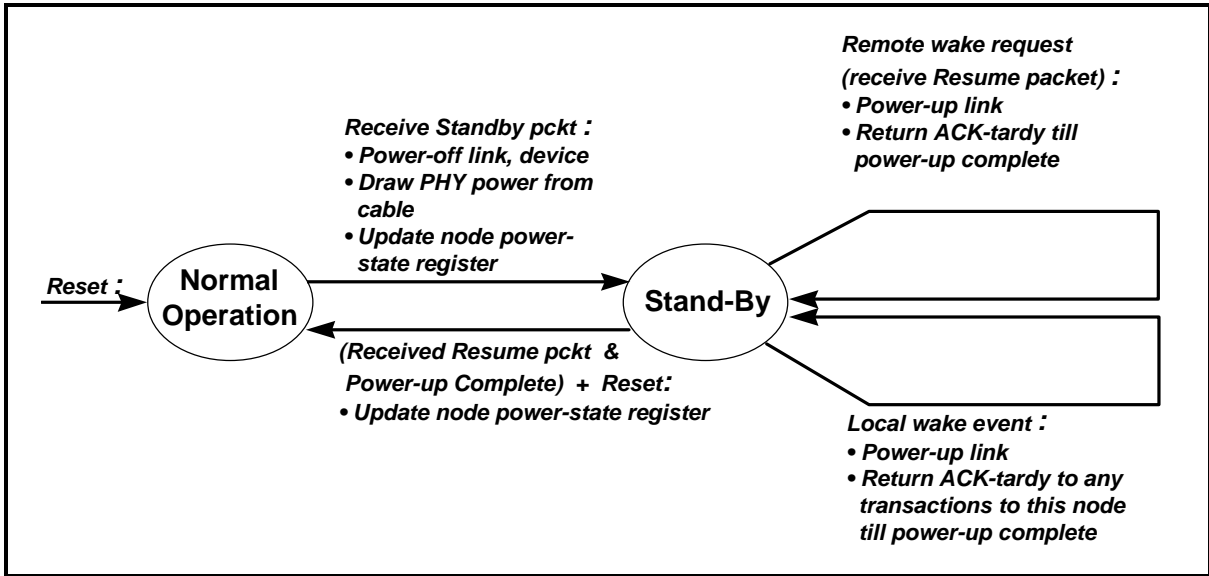 Remote wake request
(receive Resume packet) :
• Power-up link
• Return ACK-tardy till
power-up complete
Receive Standby pckt :
• Power-off link, device
• Draw PHY power from
cable
• Update node power-
state register
Reset :
Normal
Operation
Stand-By
(Received Resume pckt &
Power-up Complete) + Reset:
• Update node power-state register
Local wake event :
• Power-up link
• Return ACK-tardy to any
transactions to this node
till power-up complete